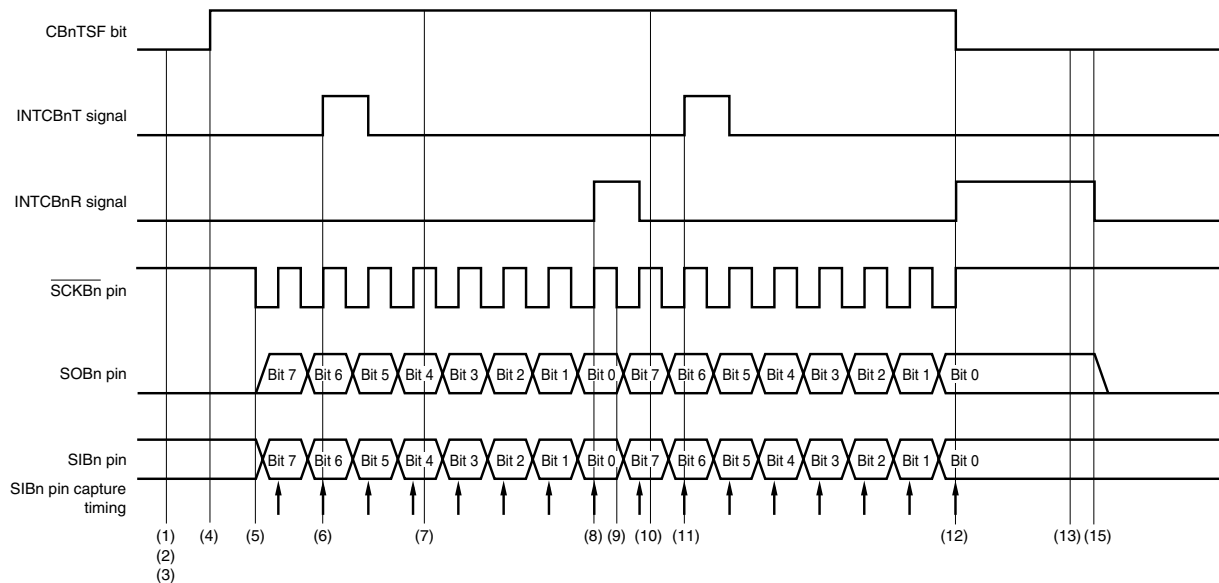 CBnTSF bit
INTCBnT signal
INTCBnR signal
SCKBn pin
SOBn pin
Bit 7 Bit 6 Bit 5 Bit 4 Bit 3 Bit 2 Bit 1 Bit 0 Bit 7 Bit 6 Bit 5 Bit 4 Bit 3 Bit 2 Bit 1 Bit 0
SIBn pin
Bit 7 Bit 6 Bit 5 Bit 4 Bit 3 Bit 2 Bit 1 Bit 0 Bit 7 Bit 6 Bit 5 Bit 4 Bit 3 Bit 2 Bit 1 Bit 0
SIBn pin capture
timing
(1) (4) (5) (6) (7) (8) (9) (10) (11) (12) (13) (15)
(2)
(3)